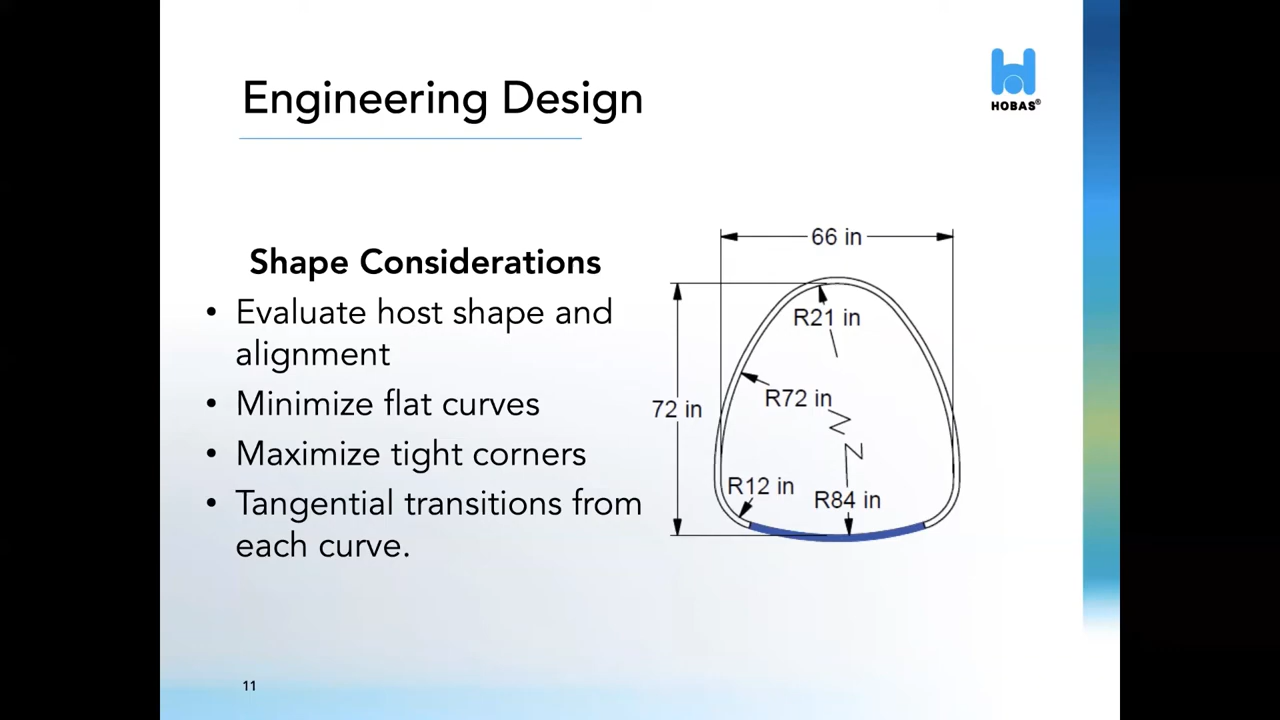 Engineering Design
HOBAS®
Shape Considerations
• Evaluate host shape and
alignment
• Minimize flat curves
• Maximize tight corners
• Tangential transitions from
each curve.
66 in
R21 in
R72 in
72 in
R12 in
R84 in
11